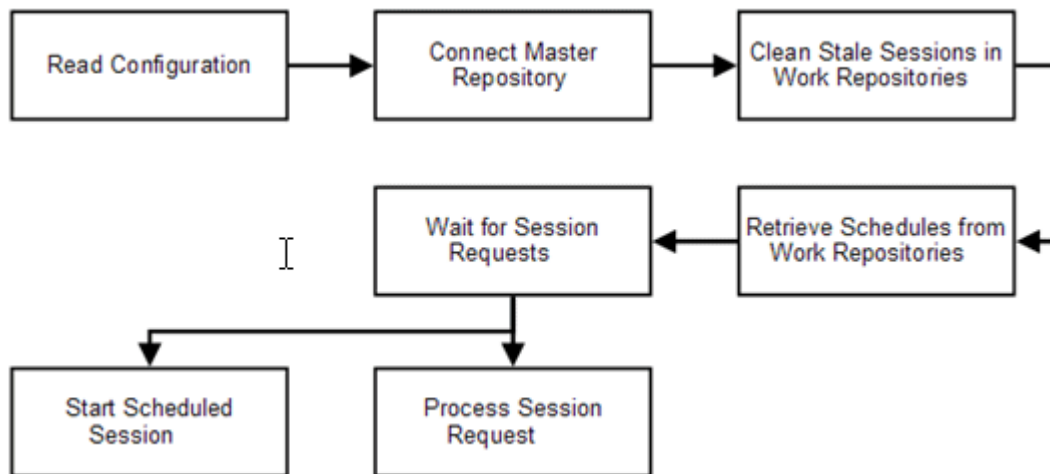 Read Configuration
Connect Master
Repository
Clean Stale Sessions in
Work Repositories
Wait for Session
Requests
Retrieve Schedules from
Work Repositories
Start Scheduled
Session
Process Session
Request